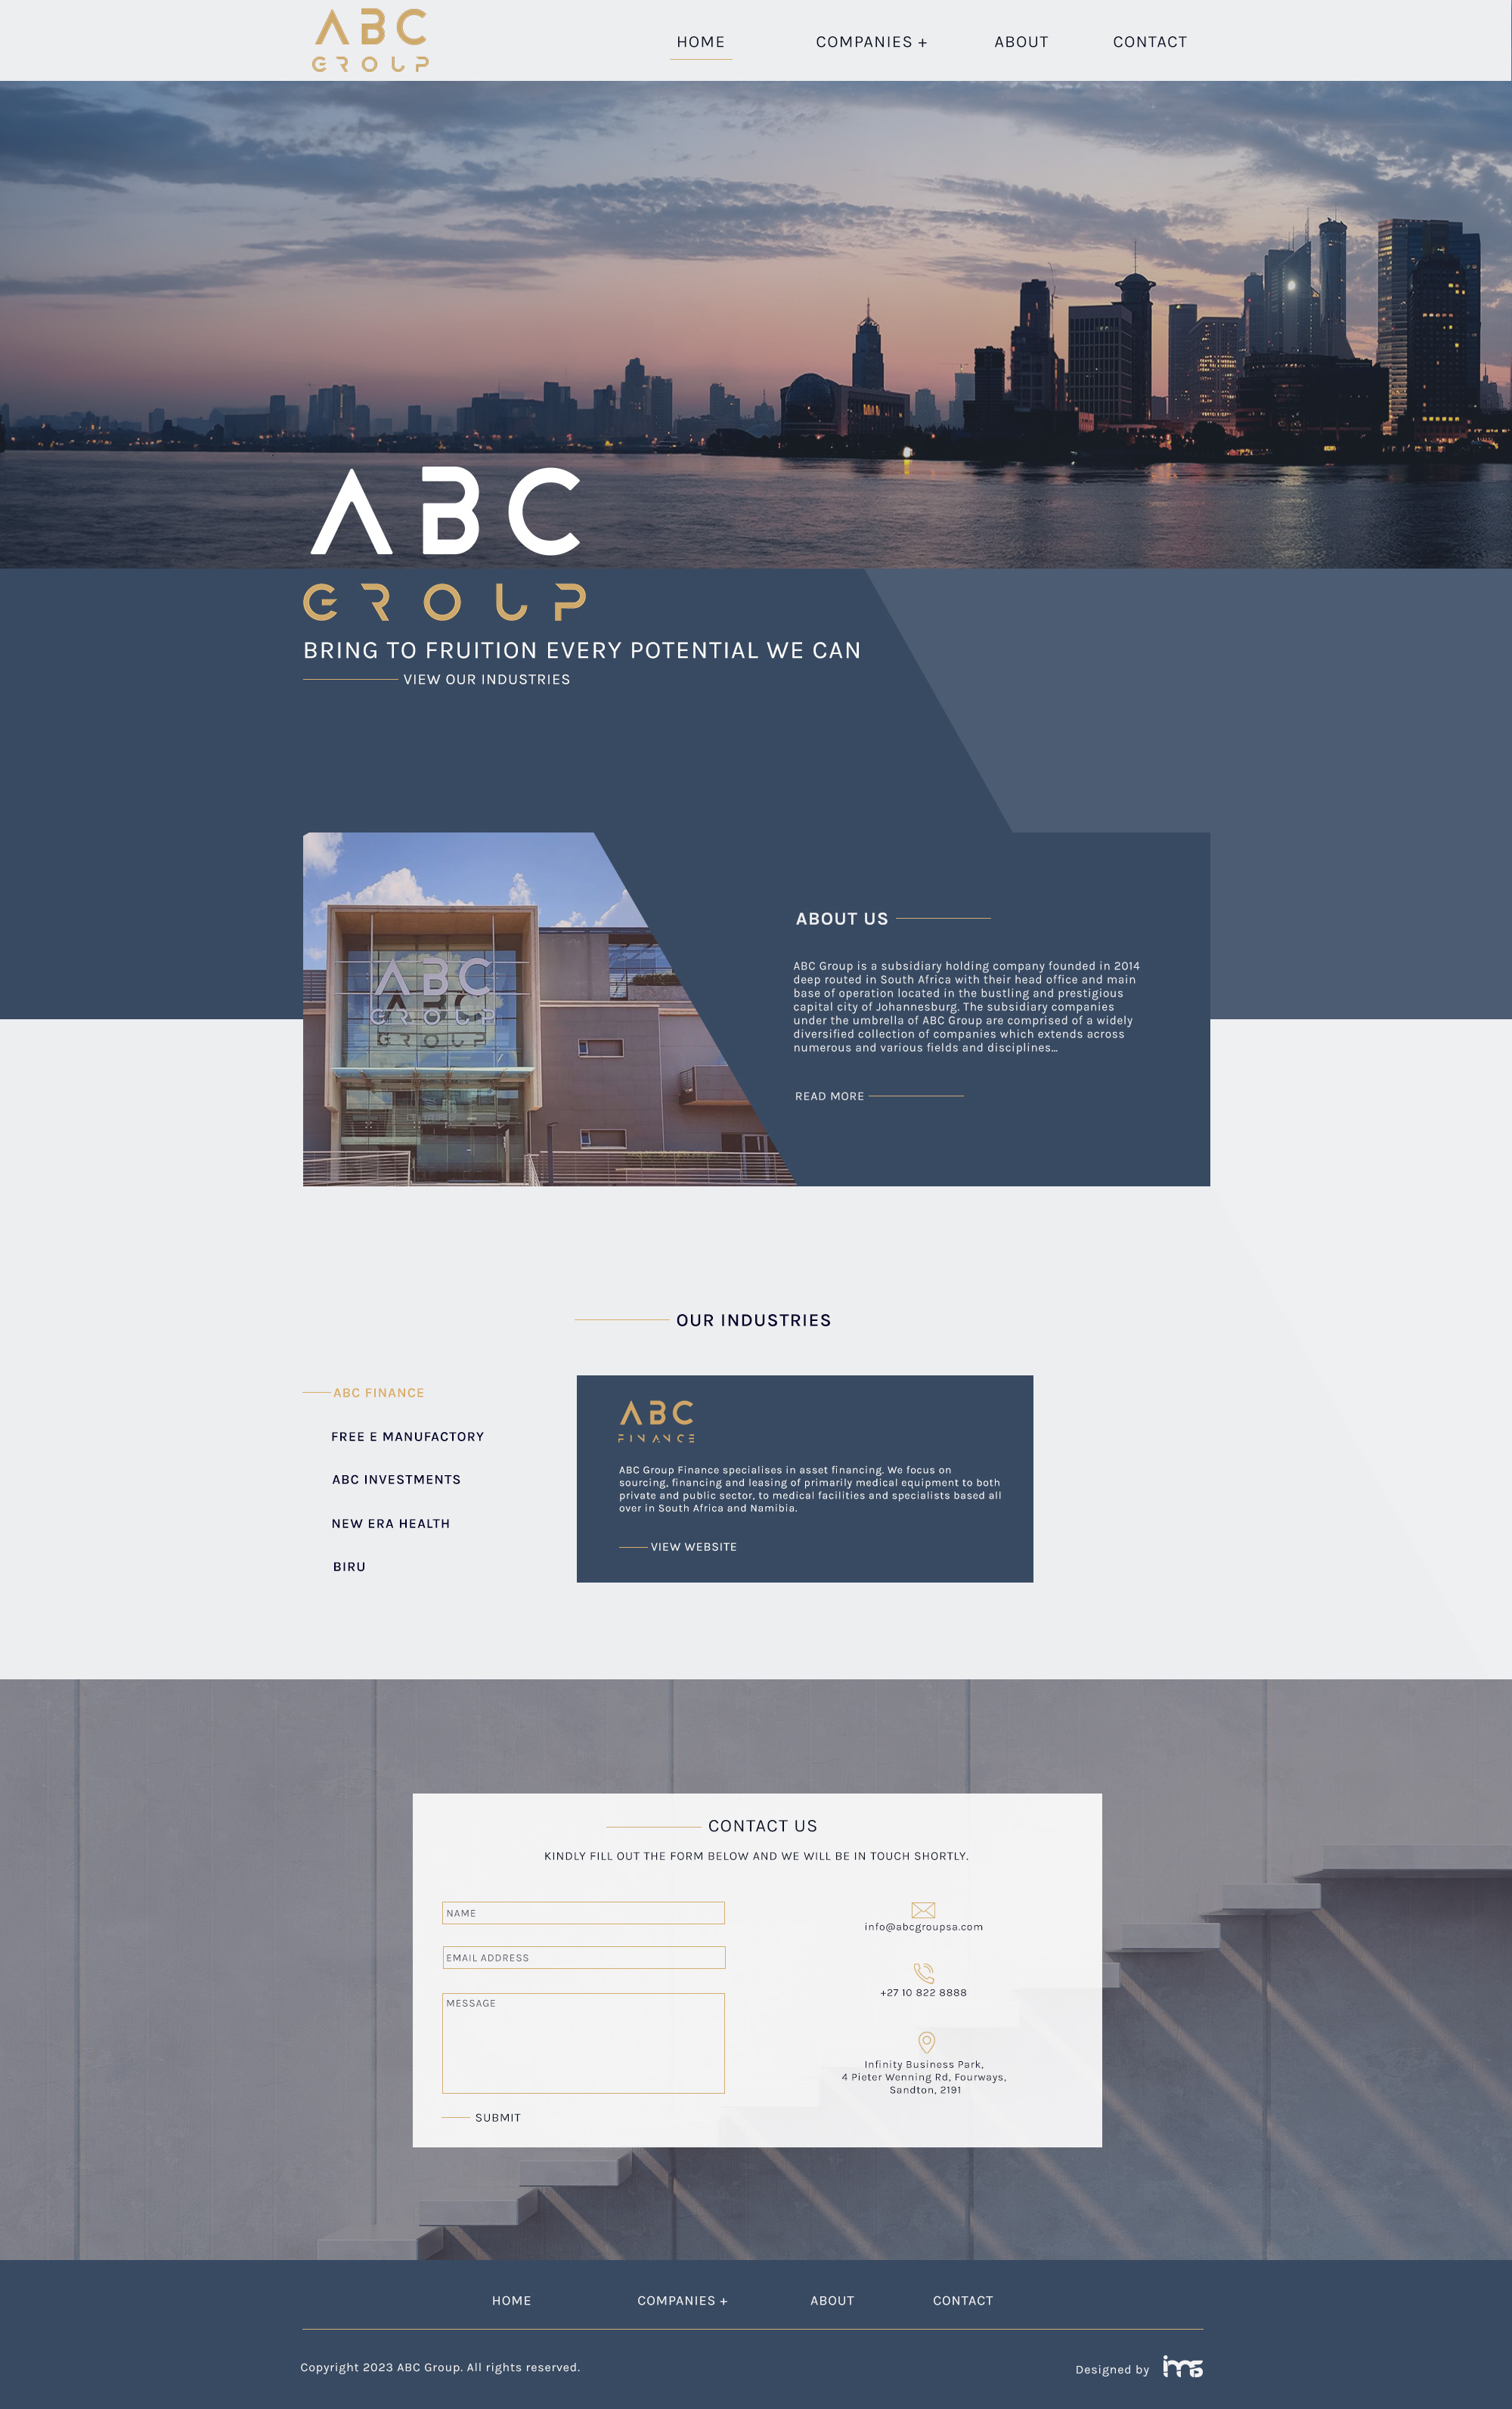 ABC
GROUP
HOME
COMPANIES +
ABOUT
CONTACT
ABC
GROUP
BRING TO FRUITION EVERY POTENTIAL WE CAN
VIEW OUR INDUSTRIES
ABC
GROUP
ABOUT US
ABC Group is a subsidiary holding company founded in 2014
deep routed in South Africa with their head office and main
base of operation located in the bustling and prestigious
capital city of Johannesburg. The subsidiary companies
under the umbrella of ABC Group are comprised of a widely
diversified collection of companies which extends across
numerous and various fields and disciplines...
READ MORE
OUR INDUSTRIES
ABC FINANCE
FREE E MANUFACTORY
ABC INVESTMENTS
NEW ERA HEALTH
BIRU
ABC
FINANCE
ABC Group Finance specialises in asset financing. We focus on
sourcing, financing and leasing of primarily medical equipment to both
private and public sector, to medical facilities and specialists based all
over in South Africa and Namibia.
VIEW WEBSITE
CONTACT US
KINDLY FILL OUT THE FORM BELOW AND WE WILL BE IN TOUCH SHORTLY.
NAME
EMAIL ADDRESS
MESSAGE
SUBMIT
info@abcgroupsa.com
+27 10 822 8888
Infinity Business Park,
4 Pieter Wenning Rd, Fourways,
Sandton, 2191
HOME
COMPANIES +
ABOUT
CONTACT
Copyright 2023 ABC Group. All rights reserved.
Designed by